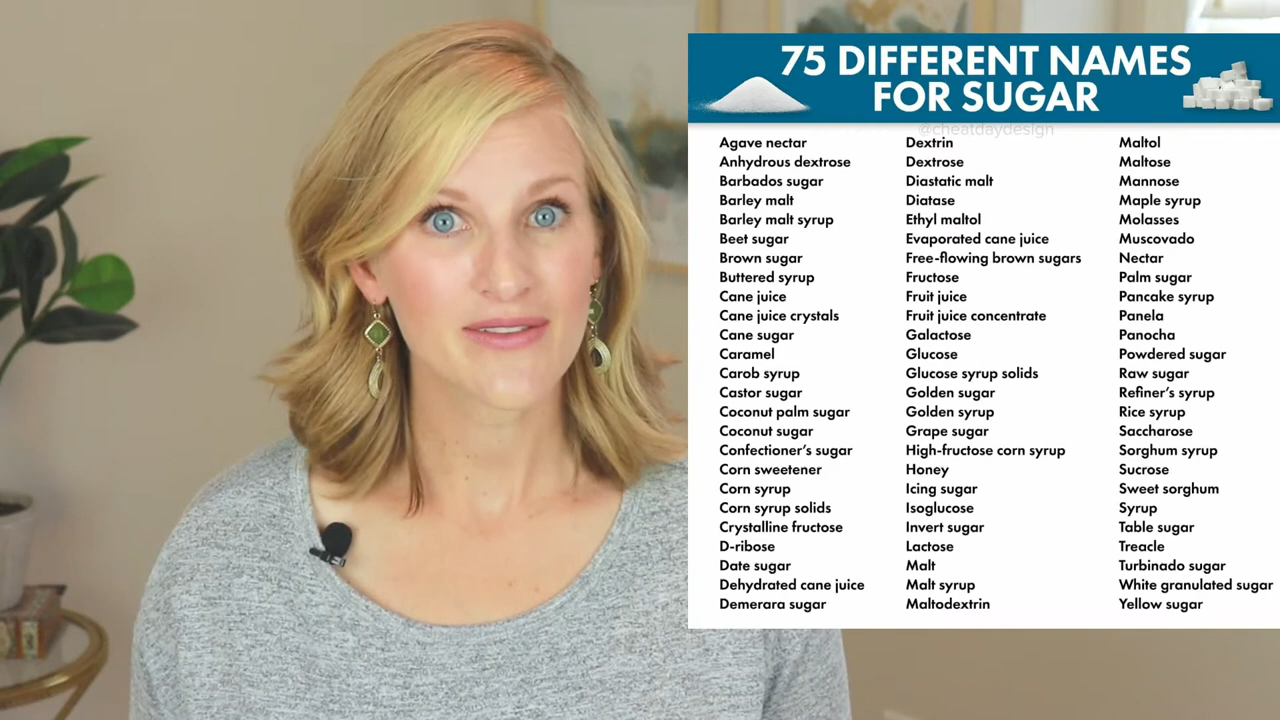 75 DIFFERENT NAMES
FOR SUGAR
@cheatdaydesign
Agave nectar
Anhydrous dextrose
Barbados sugar
Barley malt
Barley malt syrup
Beet sugar
Brown sugar
Buttered syrup
Cane juice
Cane juice crystals
Cane sugar
Caramel
Carob syrup
Castor sugar
Coconut palm sugar
Coconut sugar
Confectioner's sugar
Corn sweetener
Corn syrup
Corn syrup solids
Crystalline fructose
D-ribose
Date sugar
Dehydrated cane juice
Demerara sugar
Dextrin
Dextrose
Diastatic malt
Diatase
Ethyl maltol
Evaporated cane juice
Free-flowing brown sugars
Fructose
Fruit juice
Fruit juice concentrate
Galactose
Glucose
Glucose syrup solids
Golden sugar
Golden syrup
Grape sugar
High-fructose corn syrup
Honey
Icing sugar
Isoglucose
Invert sugar
Lactose
Malt
Malt syrup
Maltodextrin
Maltol
Maltose
Mannose
Maple syrup
Molasses
Muscovado
Nectar
Palm sugar
Pancake syrup
Panela
Panocha
Powdered sugar
Raw sugar
Refiner's syrup
Rice syrup
Saccharose
Sorghum syrup
Sucrose
Sweet sorghum
Syrup
Table sugar
Treacle
Turbinado sugar
White granulated sugar
Yellow sugar